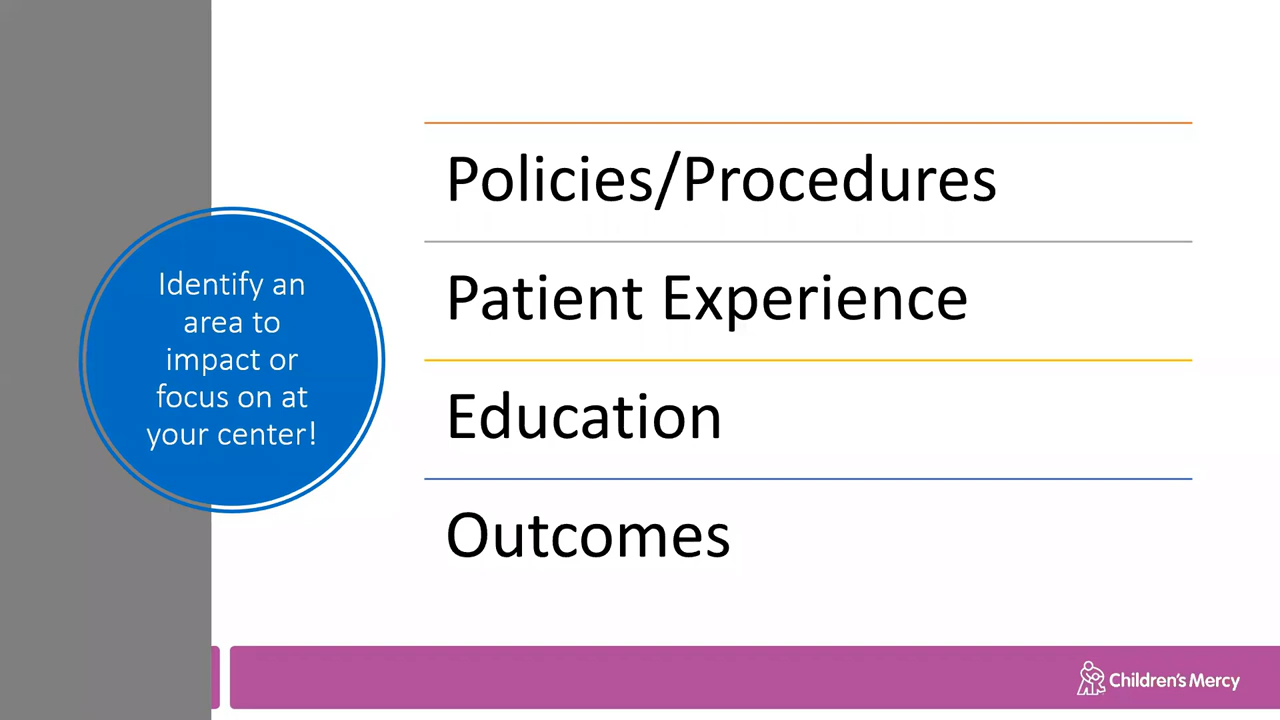 Identify an
area to
impact or
focus on at
your center!
Policies/Procedures
Patient Experience
Education
Outcomes
Children's Mercy